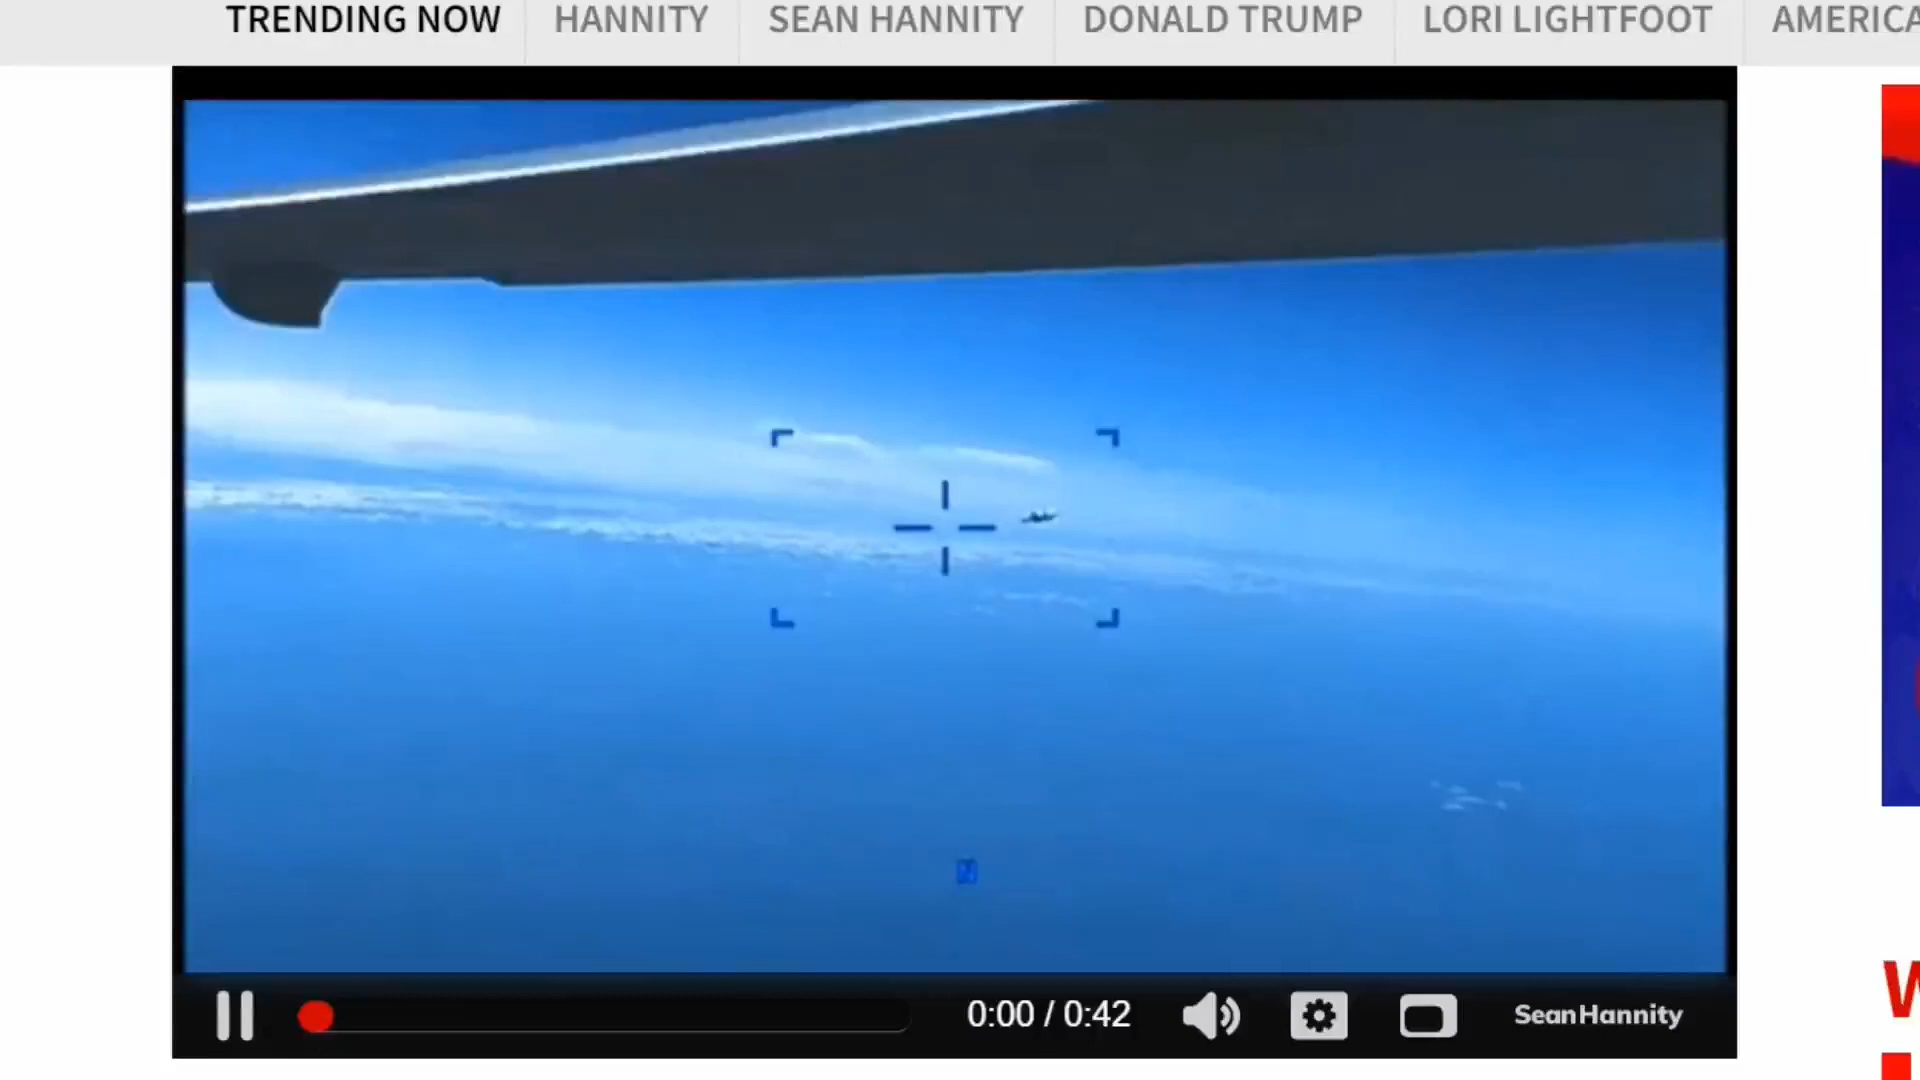 TRENDING NOW
HANNITY
SEAN HANNITY
DONALD TRUMP
LORI LIGHTFOOT
0:00 / 0:42
SeanHannity